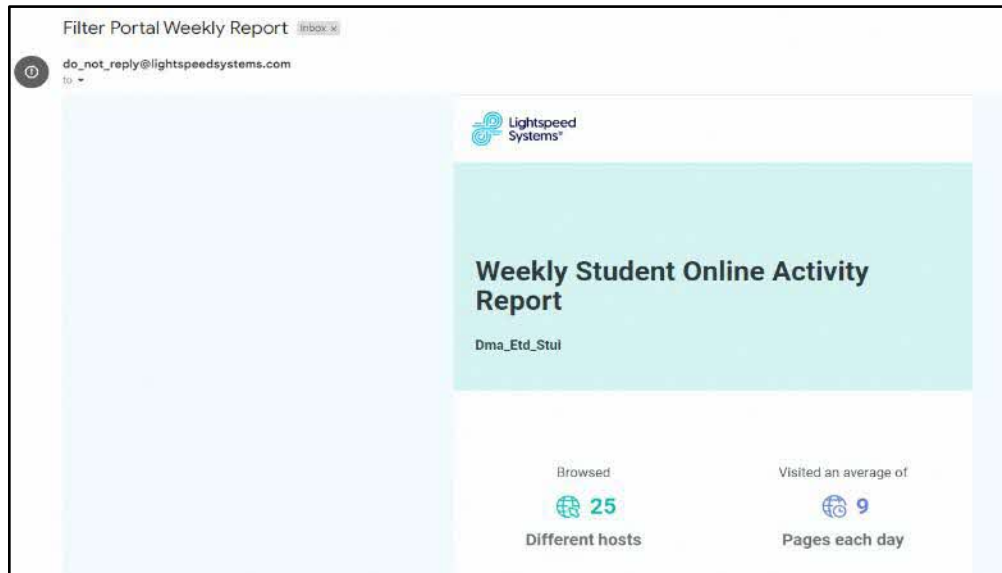 Filter Portal Weekly Report Inbox x
do_not_reply@lightspeedsystems.com
to
Lightspeed
Systems®
Weekly Student Online Activity
Report
Dma_Etd_Stui
Browsed
25
Different hosts
Visited an average of
9
Pages each day